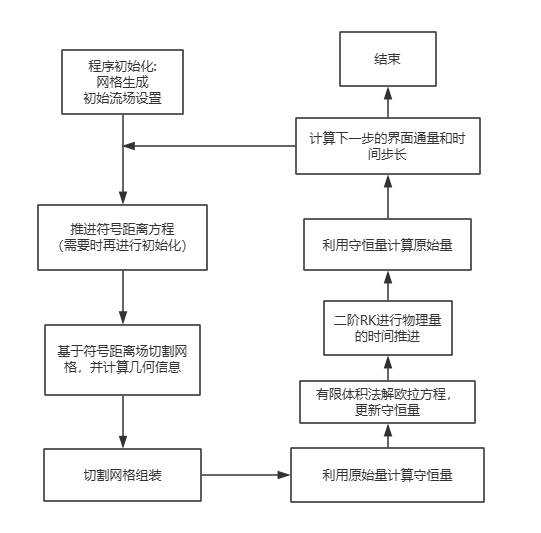 程序初始化:
网格生成
初始流场设置
推进符号距离方程
（需要时再进行初始化）
基于符号距离场切割网
格，并计算几何信息
切割网格组装
利用原始量计算守恒量
有限体积法解欧拉方程，
更新守恒量
二阶RK进行物理量
的时间推进
利用守恒量计算原始量
计算下一步的界面通量和时
间步长
结束